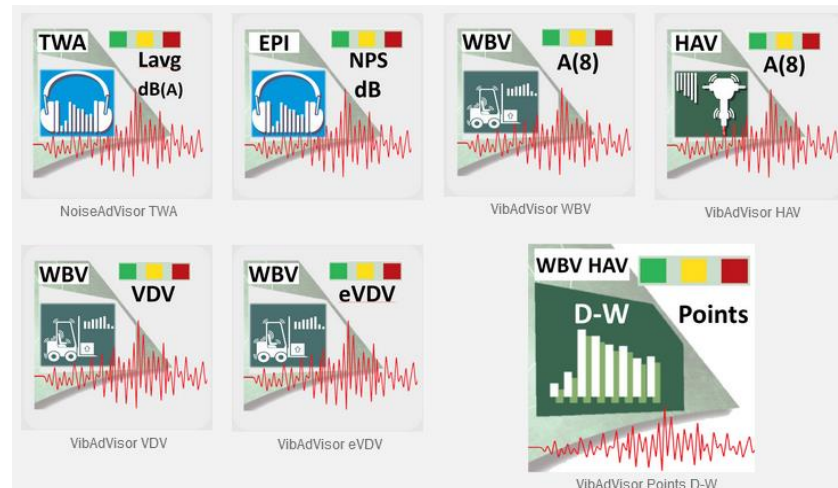 TWA
Lavg
dB(A)
NoiseAdVisor TWA
EPI
NPS
dB
WBV
A(8)
VibAdVisor WBV
HAV
A(8)
VibAdVisor HAV
WBV
VDV
VibAdVisor VDV
WBV
eVDV
VibAdVisor eVDV
WBV HAV
D-W
Points
VibAdVisor Points D-W